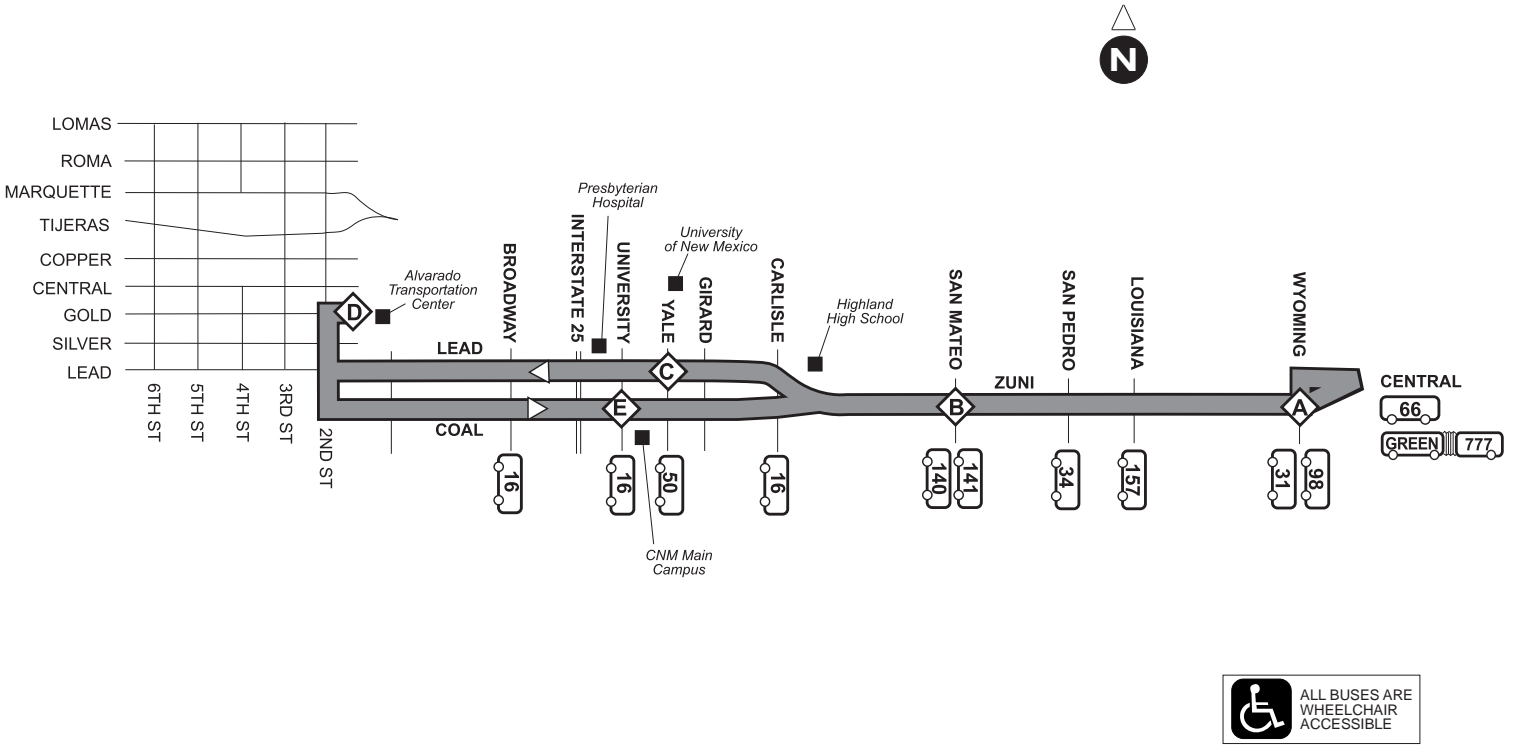 N
LOMAS
ROMA
MARQUETTE
TIJERAS
COPPER
CENTRAL
GOLD
SILVER
LEAD
6TH ST
5TH ST
4TH ST
3RD ST
2ND ST
D
Alvarado
Transportation
Center
LEAD
COAL
BROADWAY
INTERSTATE 25
Presbyterian
Hospital
UNIVERSITY
University
of New Mexico
YALE
GIRARD
CARLISLE
Highland
High School
C
E
CNM Main
Campus
16
16
50
16
SAN MATEO
B
ZUNI
SAN PEDRO
LOUISIANA
WYOMING
A
140
141
34
157
31
98
CENTRAL
66
GREEN
777
ALL BUSES ARE
WHEELCHAIR
ACCESSIBLE